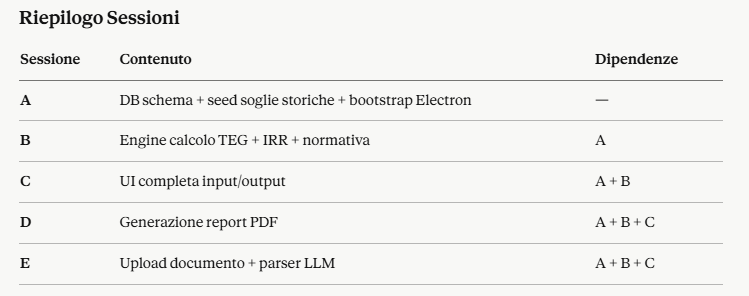 Riepilogo Sessioni
Sessione Contenuto Dipendenze
A DB schema + seed soglie storiche + bootstrap Electron —
B Engine calcolo TEG + IRR + normativa A
C UI completa input/output A + B
D Generazione report PDF A + B + C
E Upload documento + parser LLM A + B + C